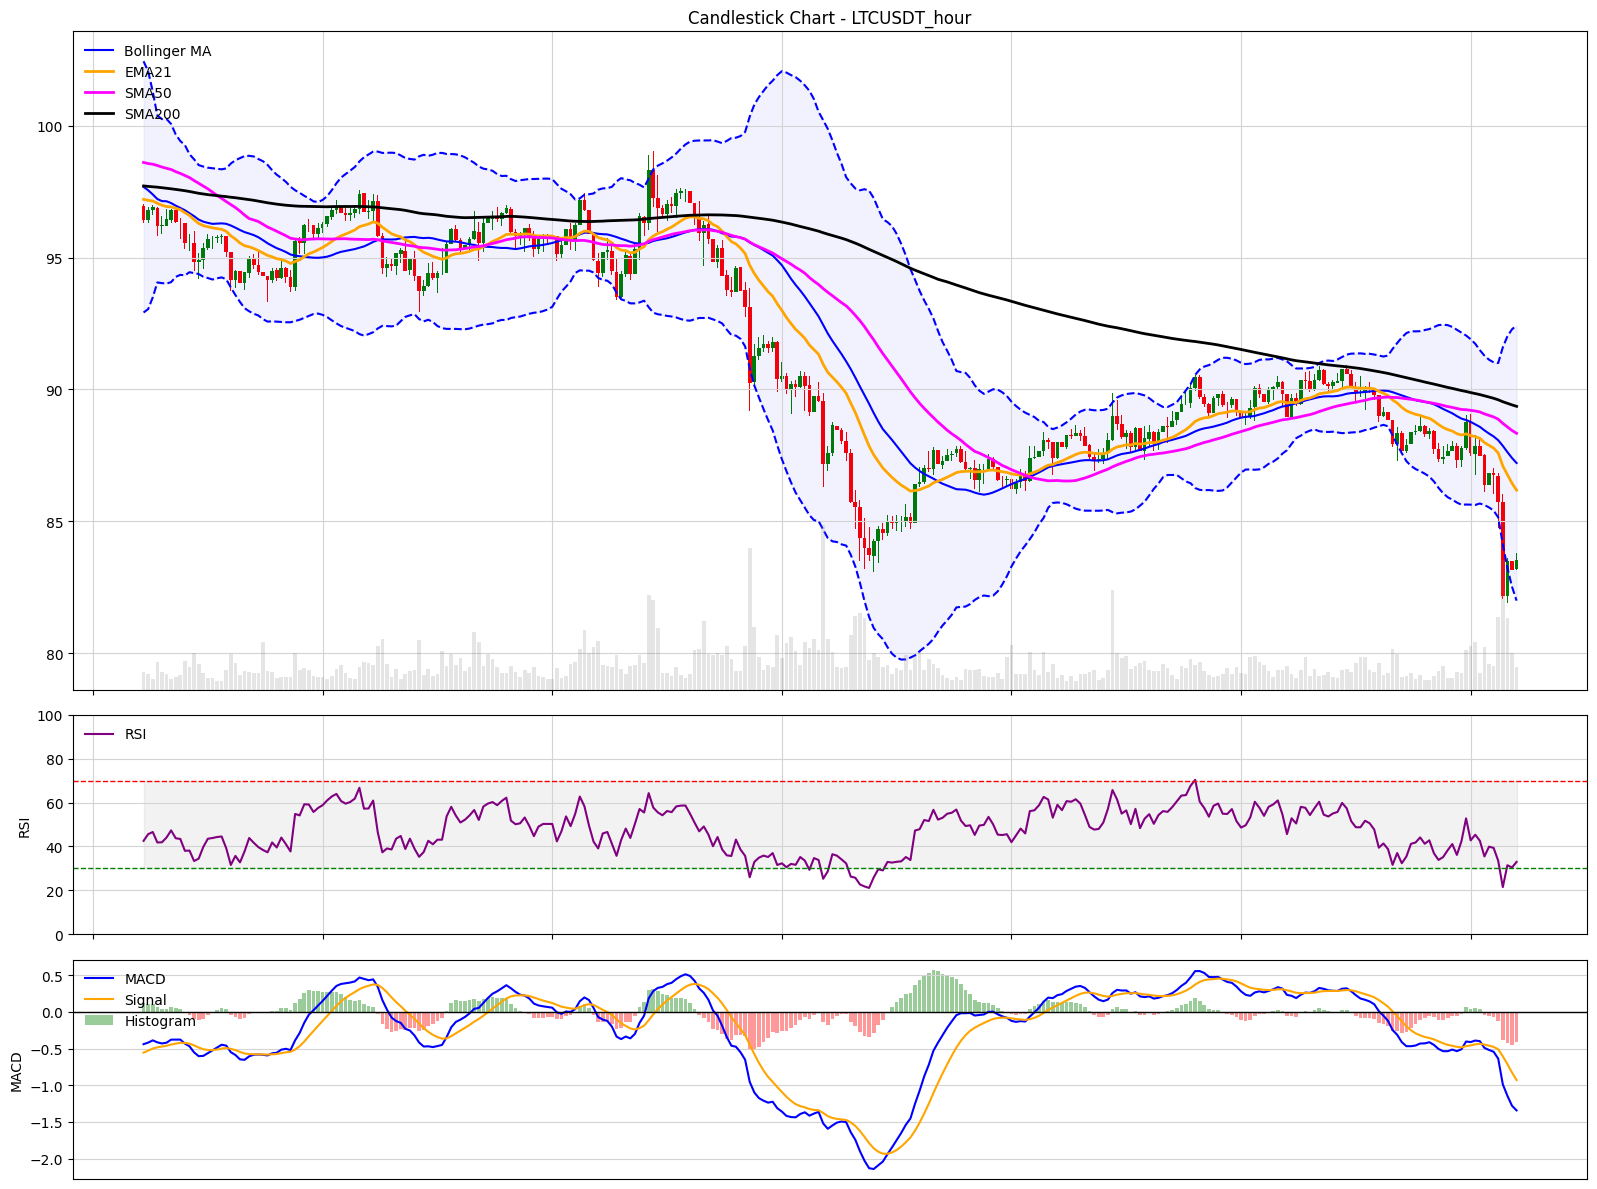 Candlestick Chart - LTCUSDT_hour
Bollinger MA
EMA21
SMA50
SMA200
100
95
90
85
80
RSI
100
80
60
40
20
0
RSI
MACD
Signal
Histogram
0.5
0.0
−0.5
−1.0
−1.5
−2.0
MACD